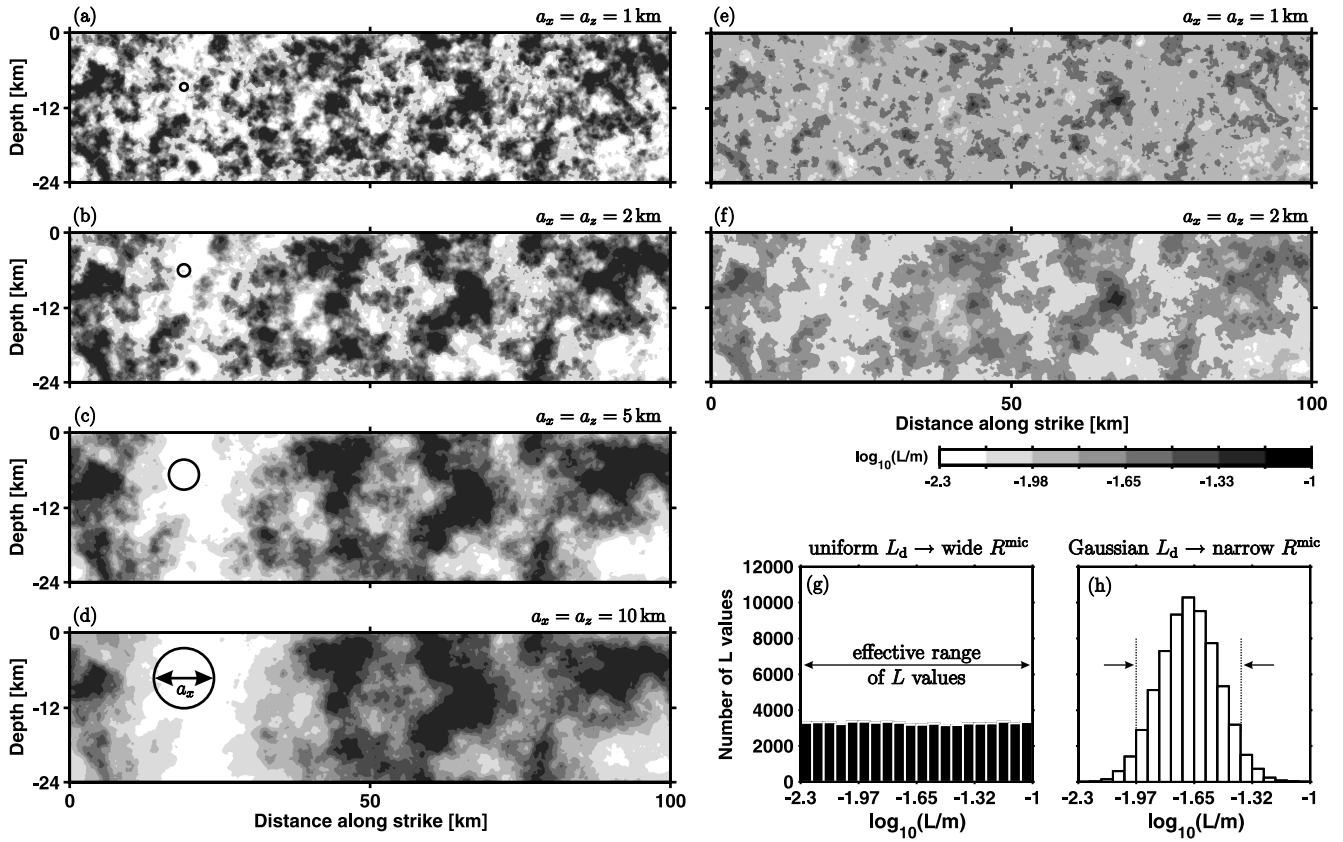 (a) a_x = a_z = 1 km
0
-12
-24
Depth [km]
(b) a_x = a_z = 2 km
0
-12
-24
Depth [km]
(c) a_x = a_z = 5 km
0
-12
-24
Depth [km]
(d) a_x = a_z = 10 km
0
-12
-24
Depth [km]
a_x
0 50 100
Distance along strike [km]
(e) a_x = a_z = 1 km
(f) a_x = a_z = 2 km
0 50 100
Distance along strike [km]
log10(L/m)
-2.3 -1.98 -1.65 -1.33 -1
uniform L_d → wide R^mic
(g)
12000
10000
8000
6000
4000
2000
0
Number of L values
effective range
of L values
-2.3 -1.97 -1.65 -1.32 -1
log10(L/m)
Gaussian L_d → narrow R^mic
(h)
-2.3 -1.97 -1.65 -1.32 -1
log10(L/m)